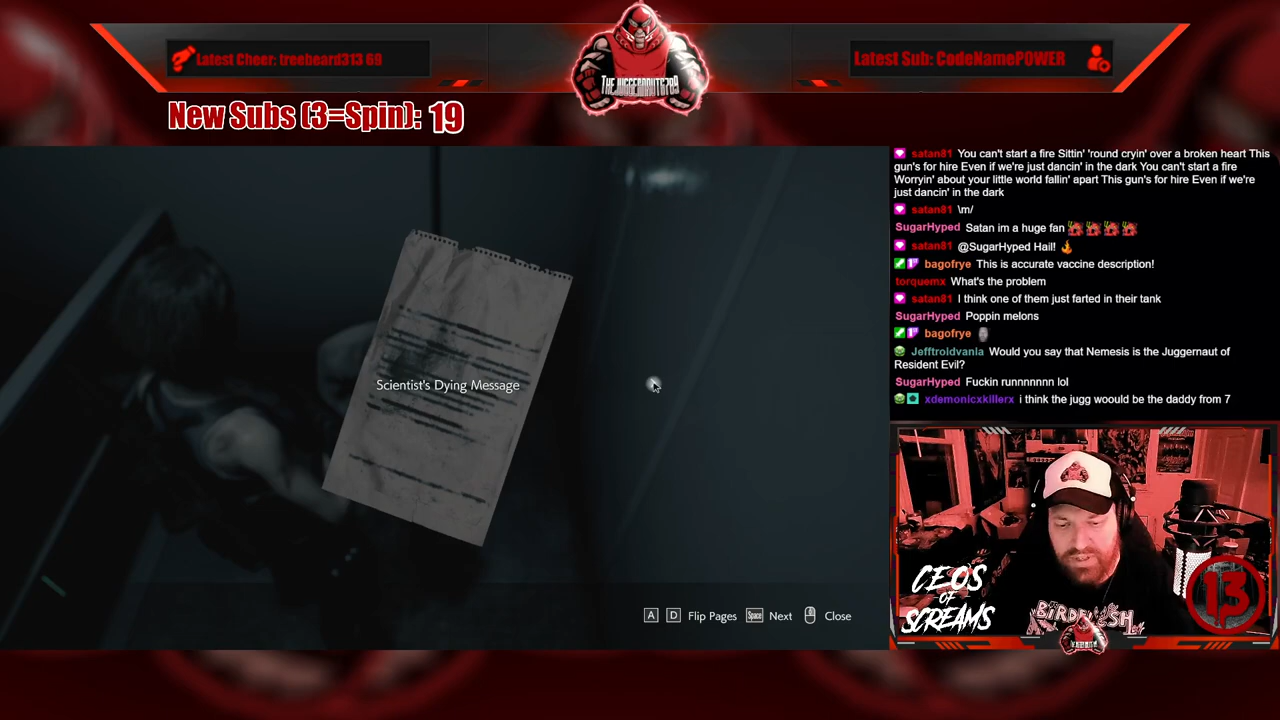 Latest Cheer: treebeard313 69
THEJUGGERNAUT6789
Latest Sub: CodeNamePOWER
New Subs (3=Spin): 19
satan81 You can't start a fire Sittin' 'round cryin' over a broken heart This
gun's for hire Even if we're just dancin' in the dark You can't start a fire
Worryin' about your little world fallin' apart This gun's for hire Even if we're
just dancin' in the dark
satan81 \m/
SugarHyped Satan im a huge fan
satan81 @SugarHyped Hail!
bagofrye This is accurate vaccine description!
torquemx What's the problem
satan81 I think one of them just farted in their tank
SugarHyped Poppin melons
bagofrye
Jefftroidvania Would you say that Nemesis is the Juggernaut of
Resident Evil?
SugarHyped Fuckin runnnnnnn lol
xdemonicxkillerx i think the jugg woould be the daddy from 7
Scientist's Dying Message
A D Flip Pages Space Next Close
CEOS
OF
SCREAMS
BIRDFLESH
13